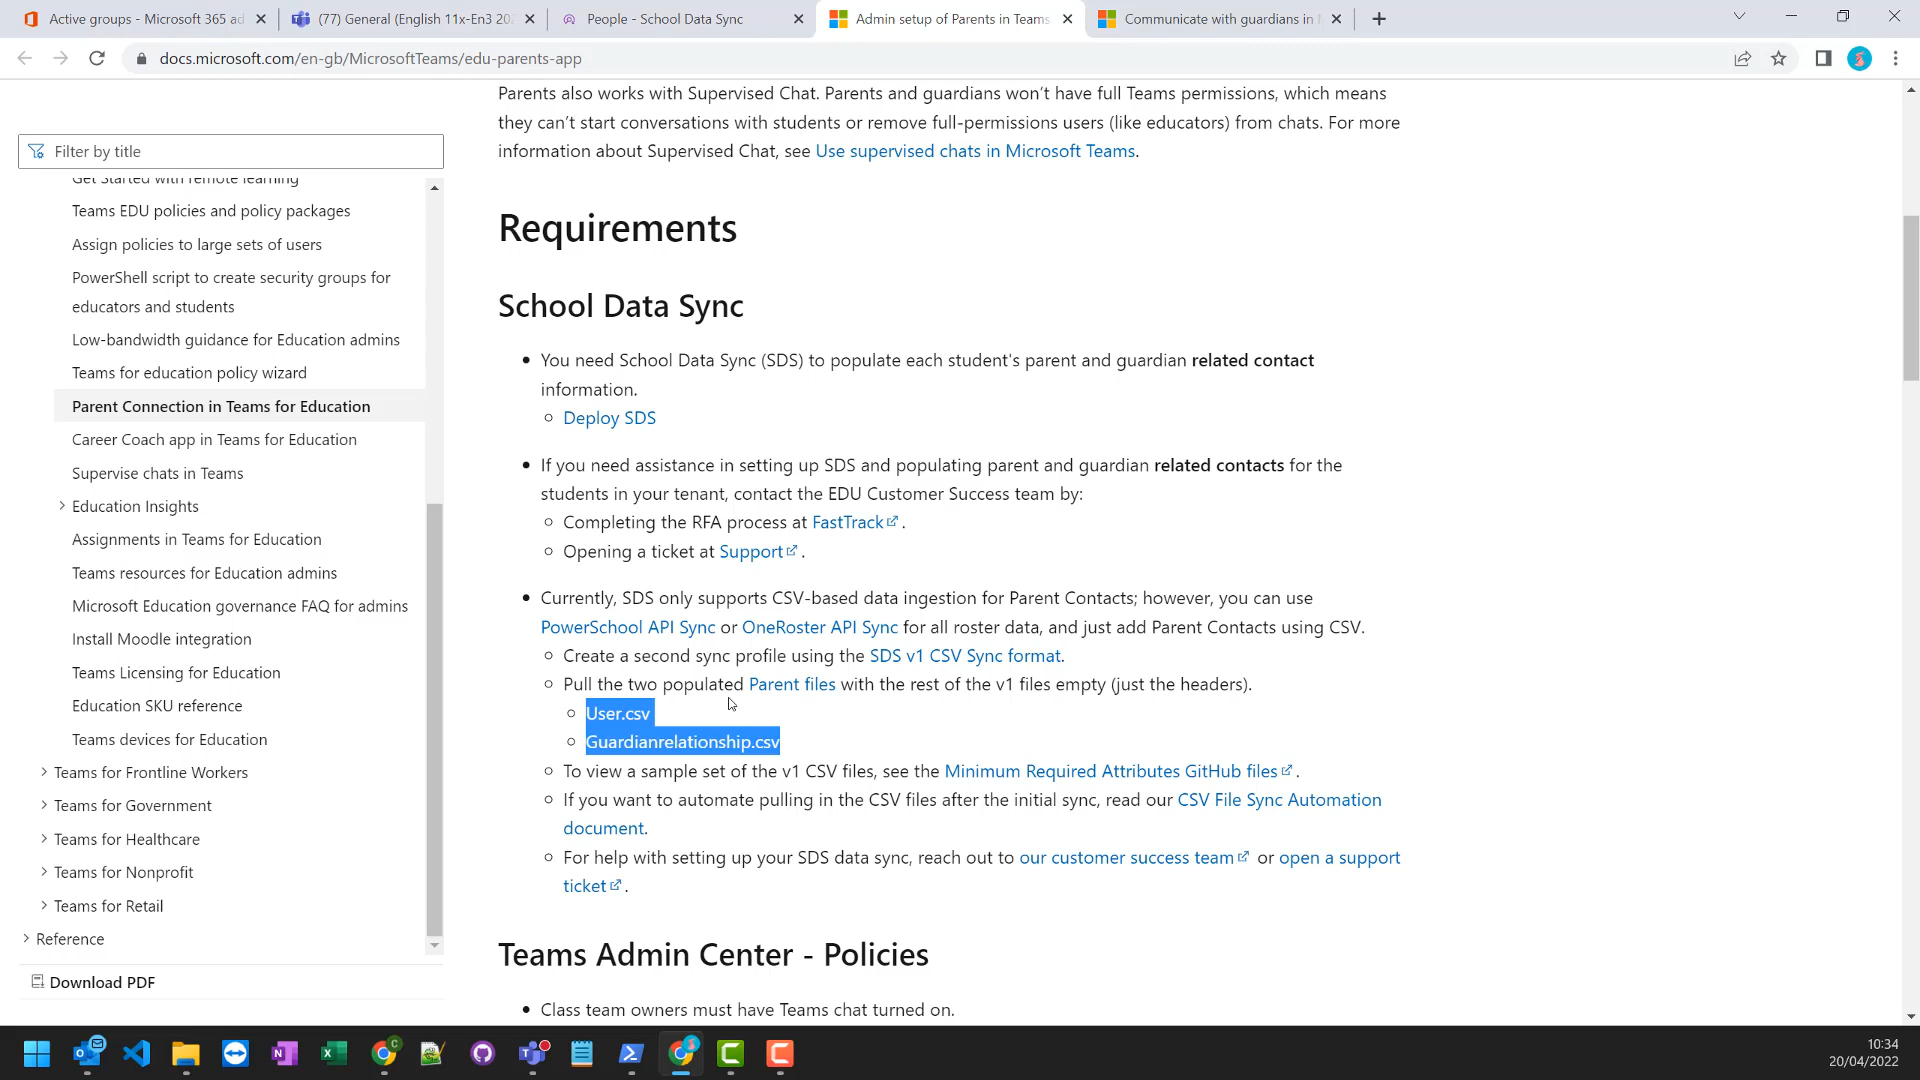 Active groups - Microsoft 365 ad
(77) General (English 11x-En3 20
People - School Data Sync
Admin setup of Parents in Teams
Communicate with guardians in
docs.microsoft.com/en-gb/MicrosoftTeams/edu-parents-app
Filter by title
Get Started with remote learning
Teams EDU policies and policy packages
Assign policies to large sets of users
PowerShell script to create security groups for
educators and students
Low-bandwidth guidance for Education admins
Teams for education policy wizard
Parent Connection in Teams for Education
Career Coach app in Teams for Education
Supervise chats in Teams
Education Insights
Assignments in Teams for Education
Teams resources for Education admins
Microsoft Education governance FAQ for admins
Install Moodle integration
Teams Licensing for Education
Education SKU reference
Teams devices for Education
Teams for Frontline Workers
Teams for Government
Teams for Healthcare
Teams for Nonprofit
Teams for Retail
Reference
Download PDF
Parents also works with Supervised Chat. Parents and guardians won’t have full Teams permissions, which means
they can’t start conversations with students or remove full-permissions users (like educators) from chats. For more
information about Supervised Chat, see Use supervised chats in Microsoft Teams.
Requirements
School Data Sync
You need School Data Sync (SDS) to populate each student's parent and guardian related contact
information.
Deploy SDS
If you need assistance in setting up SDS and populating parent and guardian related contacts for the
students in your tenant, contact the EDU Customer Success team by:
Completing the RFA process at FastTrack .
Opening a ticket at Support .
Currently, SDS only supports CSV-based data ingestion for Parent Contacts; however, you can use
PowerSchool API Sync or OneRoster API Sync for all roster data, and just add Parent Contacts using CSV.
Create a second sync profile using the SDS v1 CSV Sync format.
Pull the two populated Parent files with the rest of the v1 files empty (just the headers).
User.csv
Guardianrelationship.csv
To view a sample set of the v1 CSV files, see the Minimum Required Attributes GitHub files .
If you want to automate pulling in the CSV files after the initial sync, read our CSV File Sync Automation
document.
For help with setting up your SDS data sync, reach out to our customer success team or open a support
ticket .
Teams Admin Center - Policies
Class team owners must have Teams chat turned on.
10:34
20/04/2022